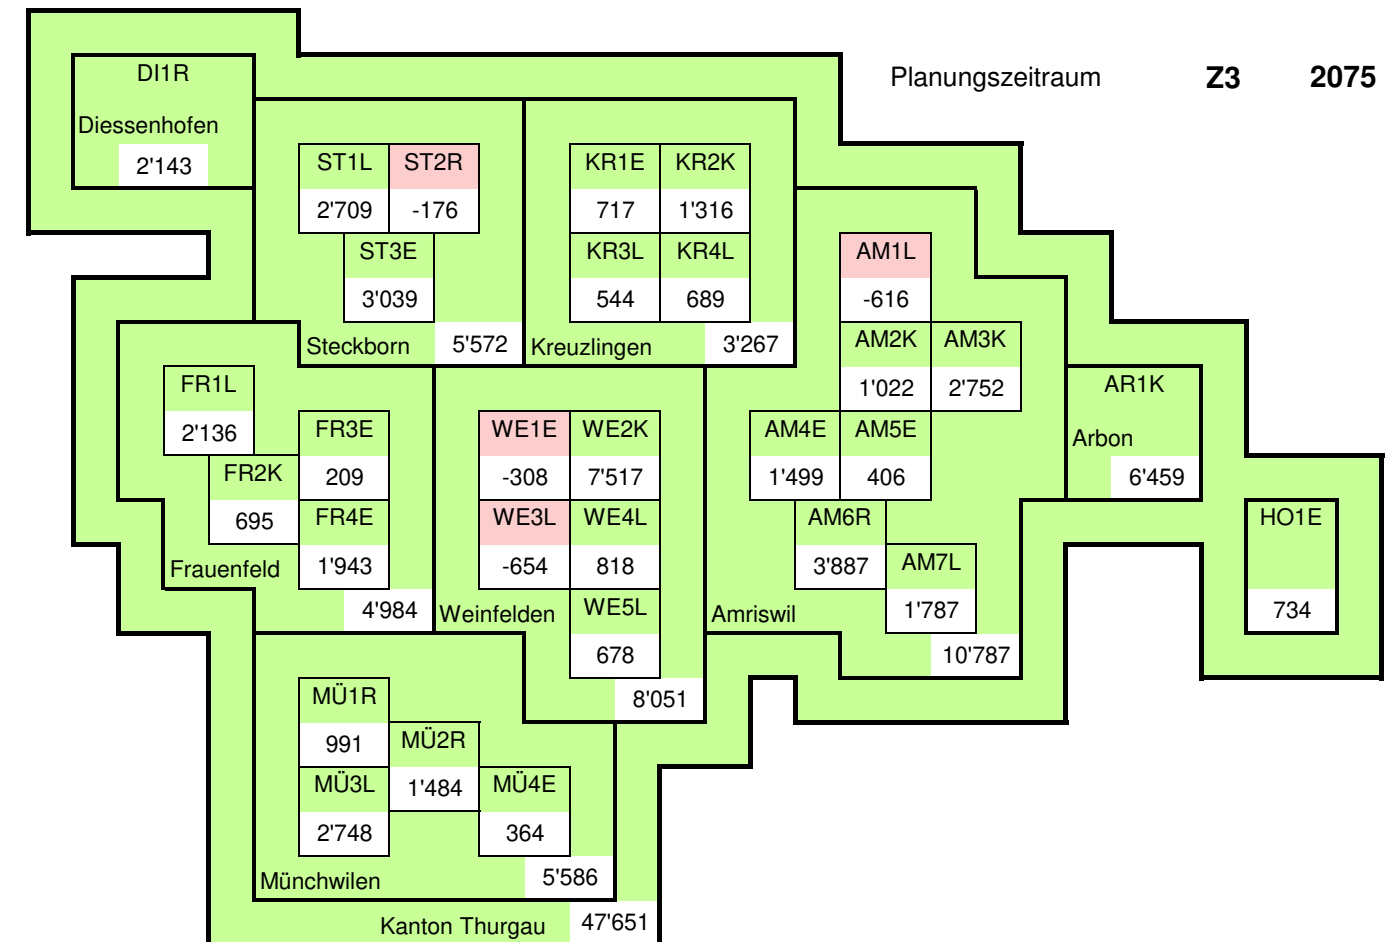 Planungszeitraum Z3 2075
DI1R
Diessenhofen
2'143
ST1L ST2R
2'709 -176
ST3E
3'039
Steckborn 5'572
KR1E KR2K
717 1'316
KR3L KR4L
544 689
Kreuzlingen 3'267
AM1L
-616
AM2K AM3K
1'022 2'752
AM4E AM5E
1'499 406
AM6R
3'887
AM7L
1'787
Amriswil
10'787
AR1K
Arbon
6'459
HO1E
734
FR1L
2'136
FR3E
209
FR2K
695
FR4E
1'943
Frauenfeld
4'984
WE1E WE2K
-308 7'517
WE3L WE4L
-654 818
WE5L
678
Weinfelden
8'051
MÜ1R
991
MÜ2R
1'484
MÜ3L
2'748
MÜ4E
364
Münchwilen 5'586
Kanton Thurgau 47'651